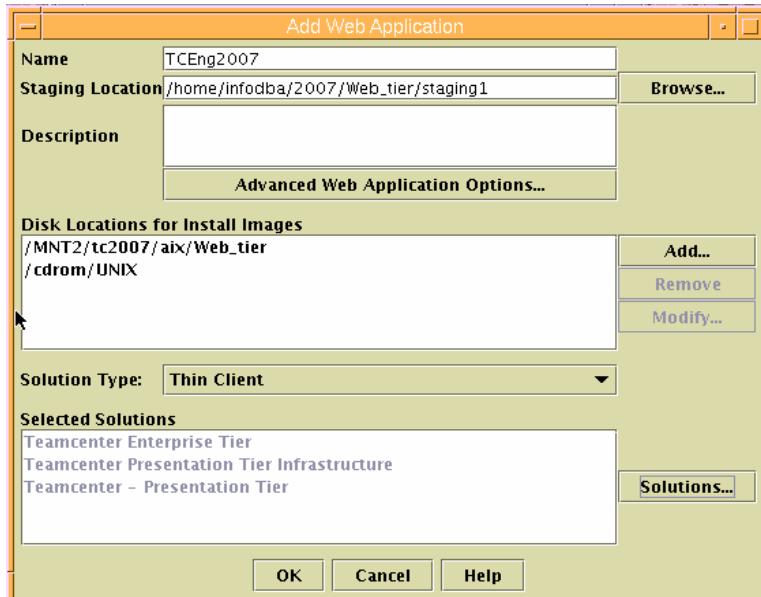 Add Web Application
Name TCEng2007
Staging Location /home/infodba/2007/Web_tier/staging1 Browse...
Description
Advanced Web Application Options...
Disk Locations for Install Images
/MNT2/tc2007/aix/Web_tier Add...
/cdrom/UNIX
Remove
Modify...
Solution Type: Thin Client
Selected Solutions
Teamcenter Enterprise Tier
Teamcenter Presentation Tier Infrastructure
Teamcenter - Presentation Tier Solutions...
OK Cancel Help